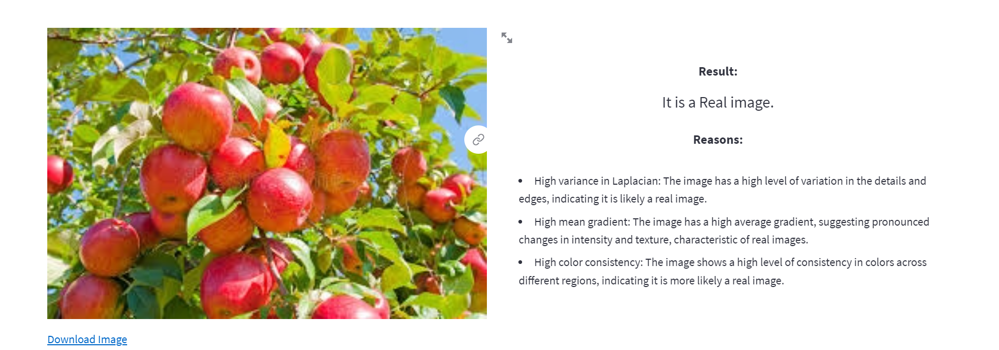 Result:
It is a Real image.
Reasons:
• High variance in Laplacian: The image has a high level of variation in the details and
edges, indicating it is likely a real image.
• High mean gradient: The image has a high average gradient, suggesting pronounced
changes in intensity and texture, characteristic of real images.
• High color consistency: The image shows a high level of consistency in colors across
different regions, indicating it is more likely a real image.
Download Image